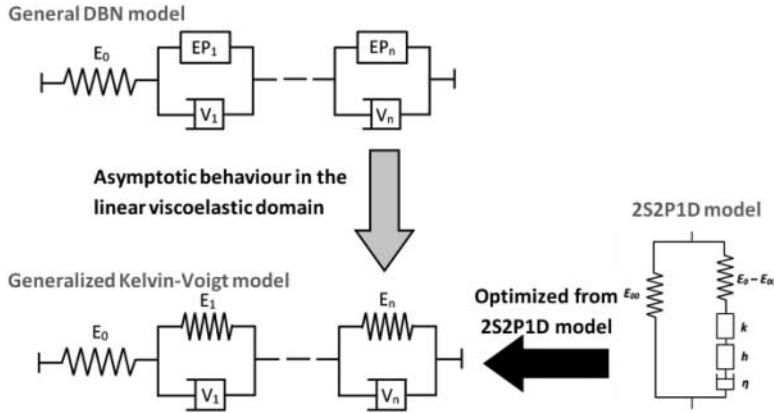 General DBN model
E₀
EP₁
EPₙ
V₁
Vₙ
Asymptotic behaviour in the
linear viscoelastic domain
2S2P1D model
E₀₀
E₀ – E₀₀
k
h
η
Generalized Kelvin-Voigt model
E₀
E₁
Eₙ
V₁
Vₙ
Optimized from
2S2P1D model